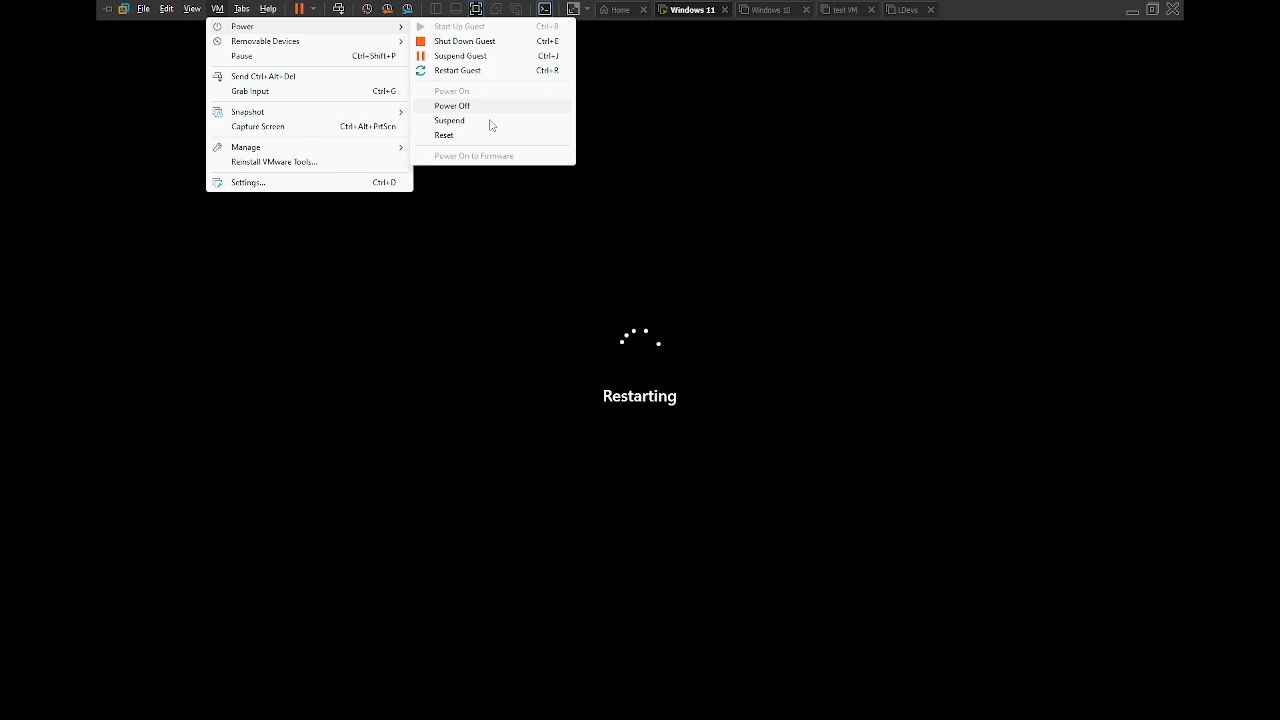 File Edit View VM Tabs Help Home Windows 11 Windows 10 test VM LDevs
Power
Removable Devices
Pause Ctrl+Shift+P
Send Ctrl+Alt+Del
Grab Input Ctrl+G
Snapshot
Capture Screen Ctrl+Alt+PrtScn
Manage
Reinstall VMware Tools...
Settings... Ctrl+D
Start Up Guest Ctrl+B
Shut Down Guest Ctrl+E
Suspend Guest Ctrl+J
Restart Guest Ctrl+R
Power On
Power Off
Suspend
Reset
Power On to Firmware
Restarting